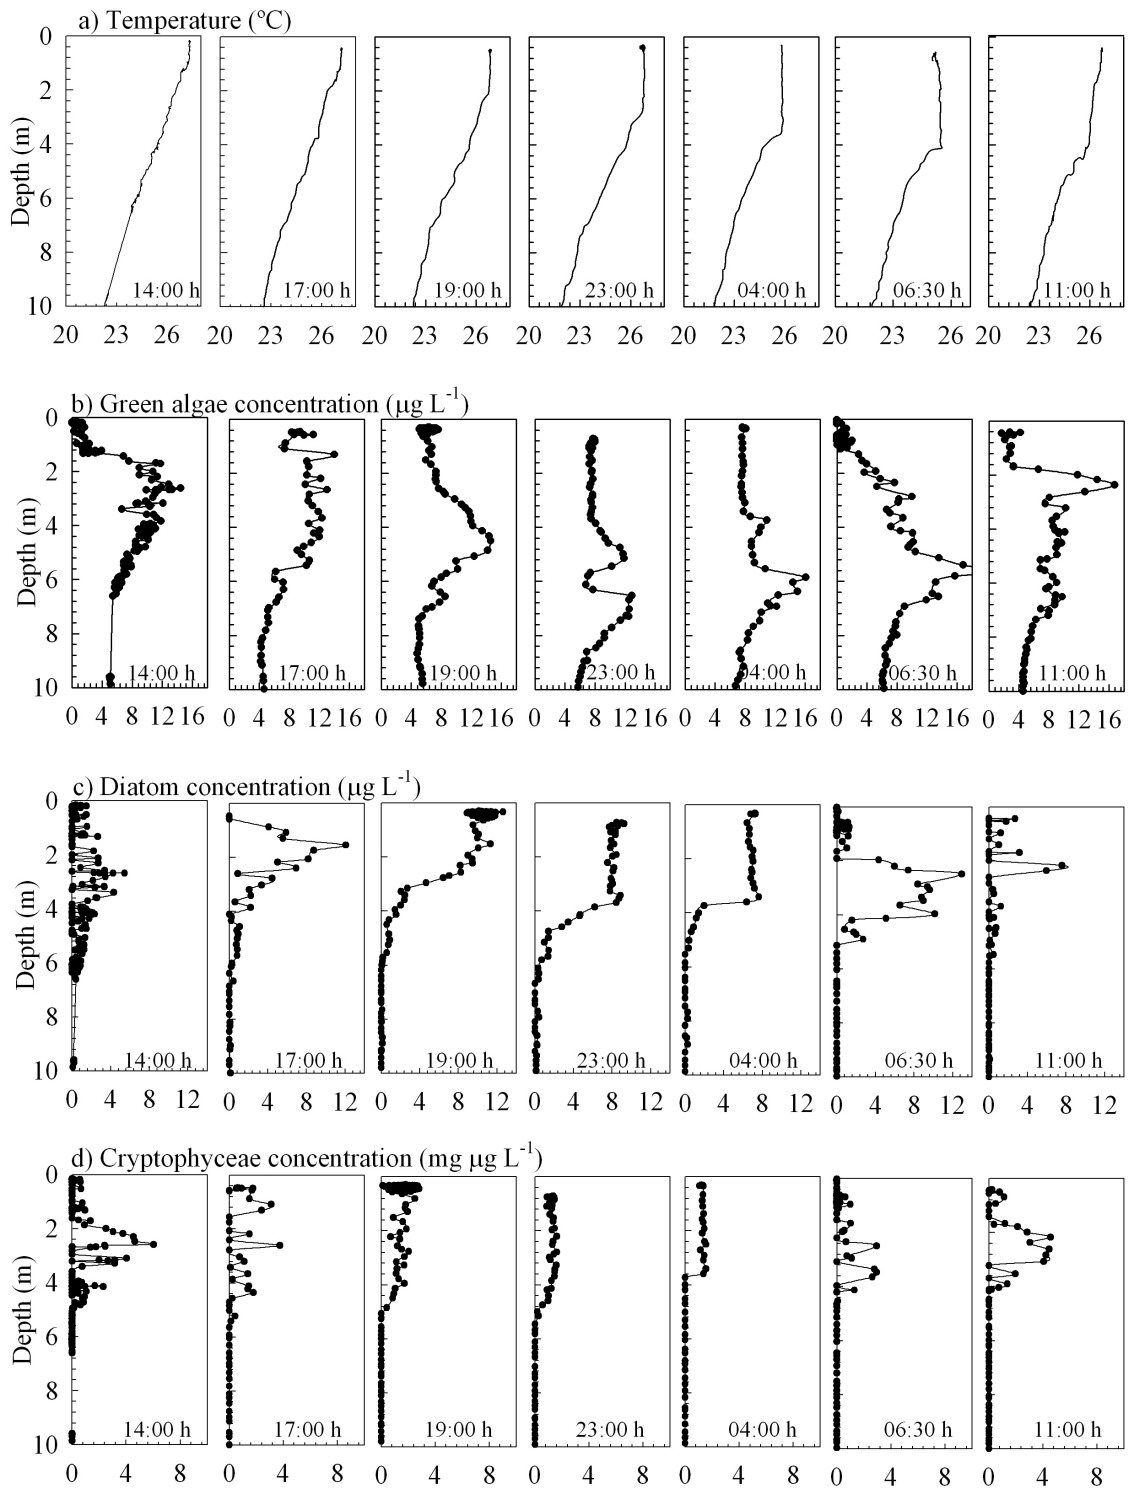 a) Temperature (ºC)
0
2
4
6
8
10
Depth (m)
14:00 h 17:00 h 19:00 h 23:00 h 04:00 h 06:30 h 11:00 h
20 23 26 20 23 26 20 23 26 20 23 26 20 23 26 20 23 26 20 23 26
b) Green algae concentration (µg L⁻¹)
0
2
4
6
8
10
Depth (m)
14:00 h 17:00 h 19:00 h 23:00 h 04:00 h 06:30 h 11:00 h
0 4 8 12 16 0 4 8 12 16 0 4 8 12 16 0 4 8 12 16 0 4 8 12 16 0 4 8 12 16 0 4 8 12 16
c) Diatom concentration (µg L⁻¹)
0
2
4
6
8
10
Depth (m)
14:00 h 17:00 h 19:00 h 23:00 h 04:00 h 06:30 h 11:00 h
0 4 8 12 0 4 8 12 0 4 8 12 0 4 8 12 0 4 8 12 0 4 8 12 0 4 8 12
d) Cryptophyceae concentration (mg µg L⁻¹)
0
2
4
6
8
10
Depth (m)
14:00 h 17:00 h 19:00 h 23:00 h 04:00 h 06:30 h 11:00 h
0 4 8 0 4 8 0 4 8 0 4 8 0 4 8 0 4 8 0 4 8